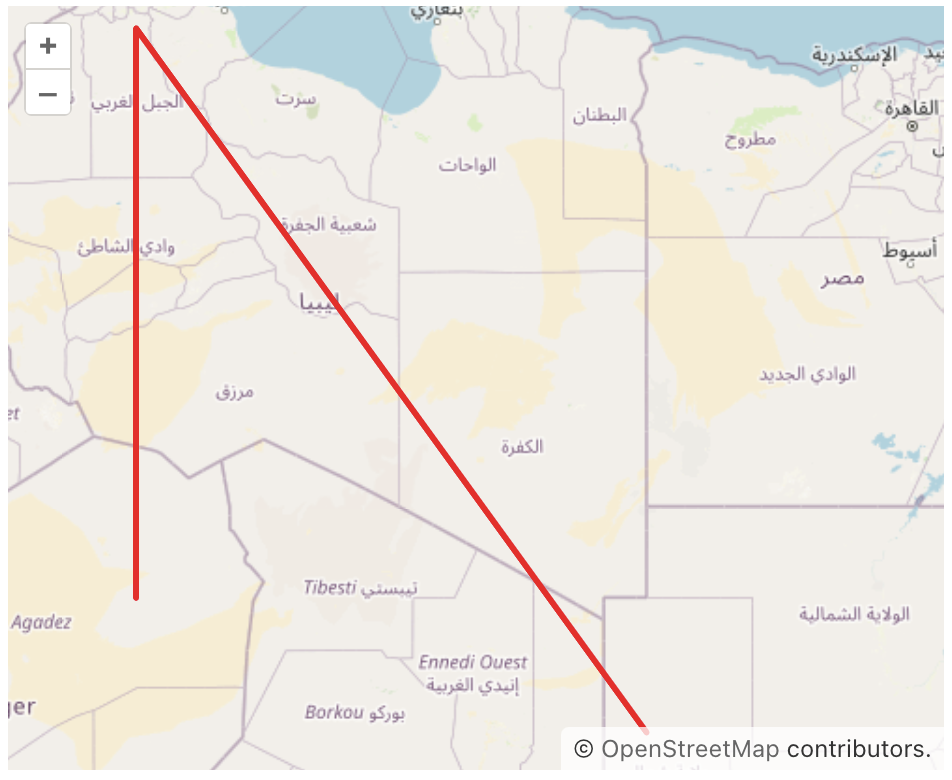 بنغازي
+
الإسكندرية
−
الجبل الغربي
سرت
القاهرة
البطنان
مطروح
الواحات
شعبية الجفرة
وادي الشاطئ
أسيوط
مصر
ليبيا
الوادي الجديد
مرزق
et
الكفرة
Tibesti تيبستي
الولاية الشمالية
Agadez
Ennedi Ouest
إنيدي الغربية
Borkou بوركو
© OpenStreetMap contributors.